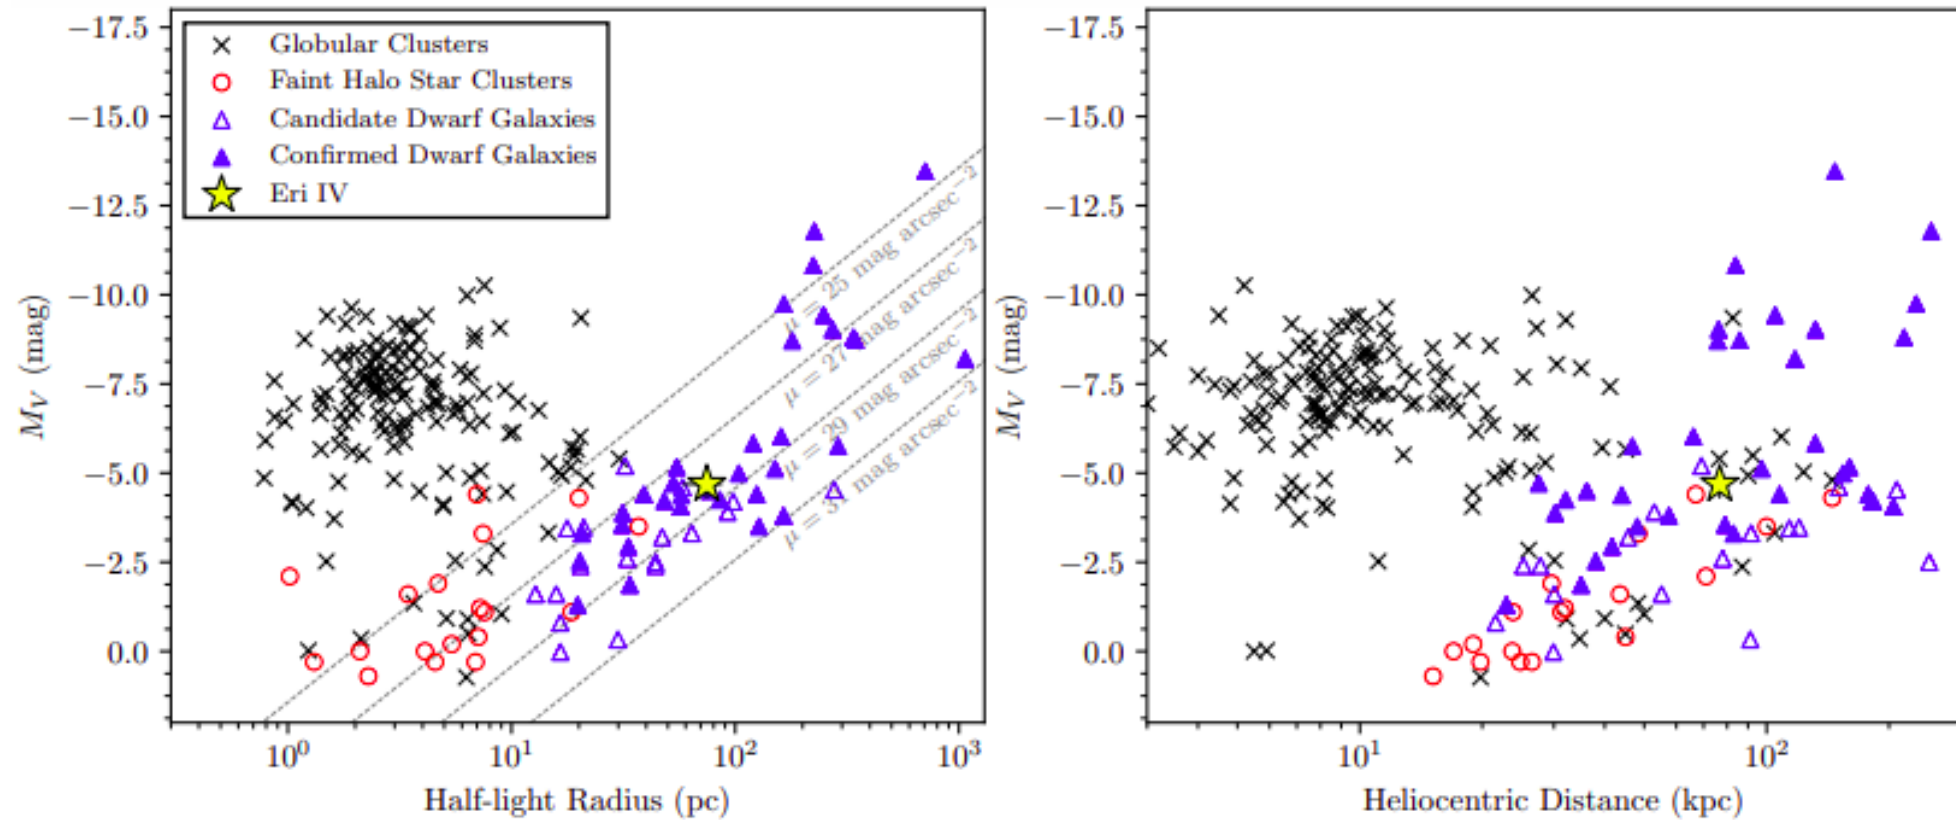 −17.5
−15.0
−12.5
−10.0
−7.5
−5.0
−2.5
0.0
M_V (mag)
Globular Clusters
Faint Halo Star Clusters
Candidate Dwarf Galaxies
Confirmed Dwarf Galaxies
Eri IV
μ = 25 mag arcsec⁻²
μ = 27 mag arcsec⁻²
μ = 29 mag arcsec⁻²
μ = 31 mag arcsec⁻²
10⁰ 10¹ 10² 10³
Half-light Radius (pc)
−17.5
−15.0
−12.5
−10.0
−7.5
−5.0
−2.5
0.0
M_V (mag)
10¹ 10²
Heliocentric Distance (kpc)